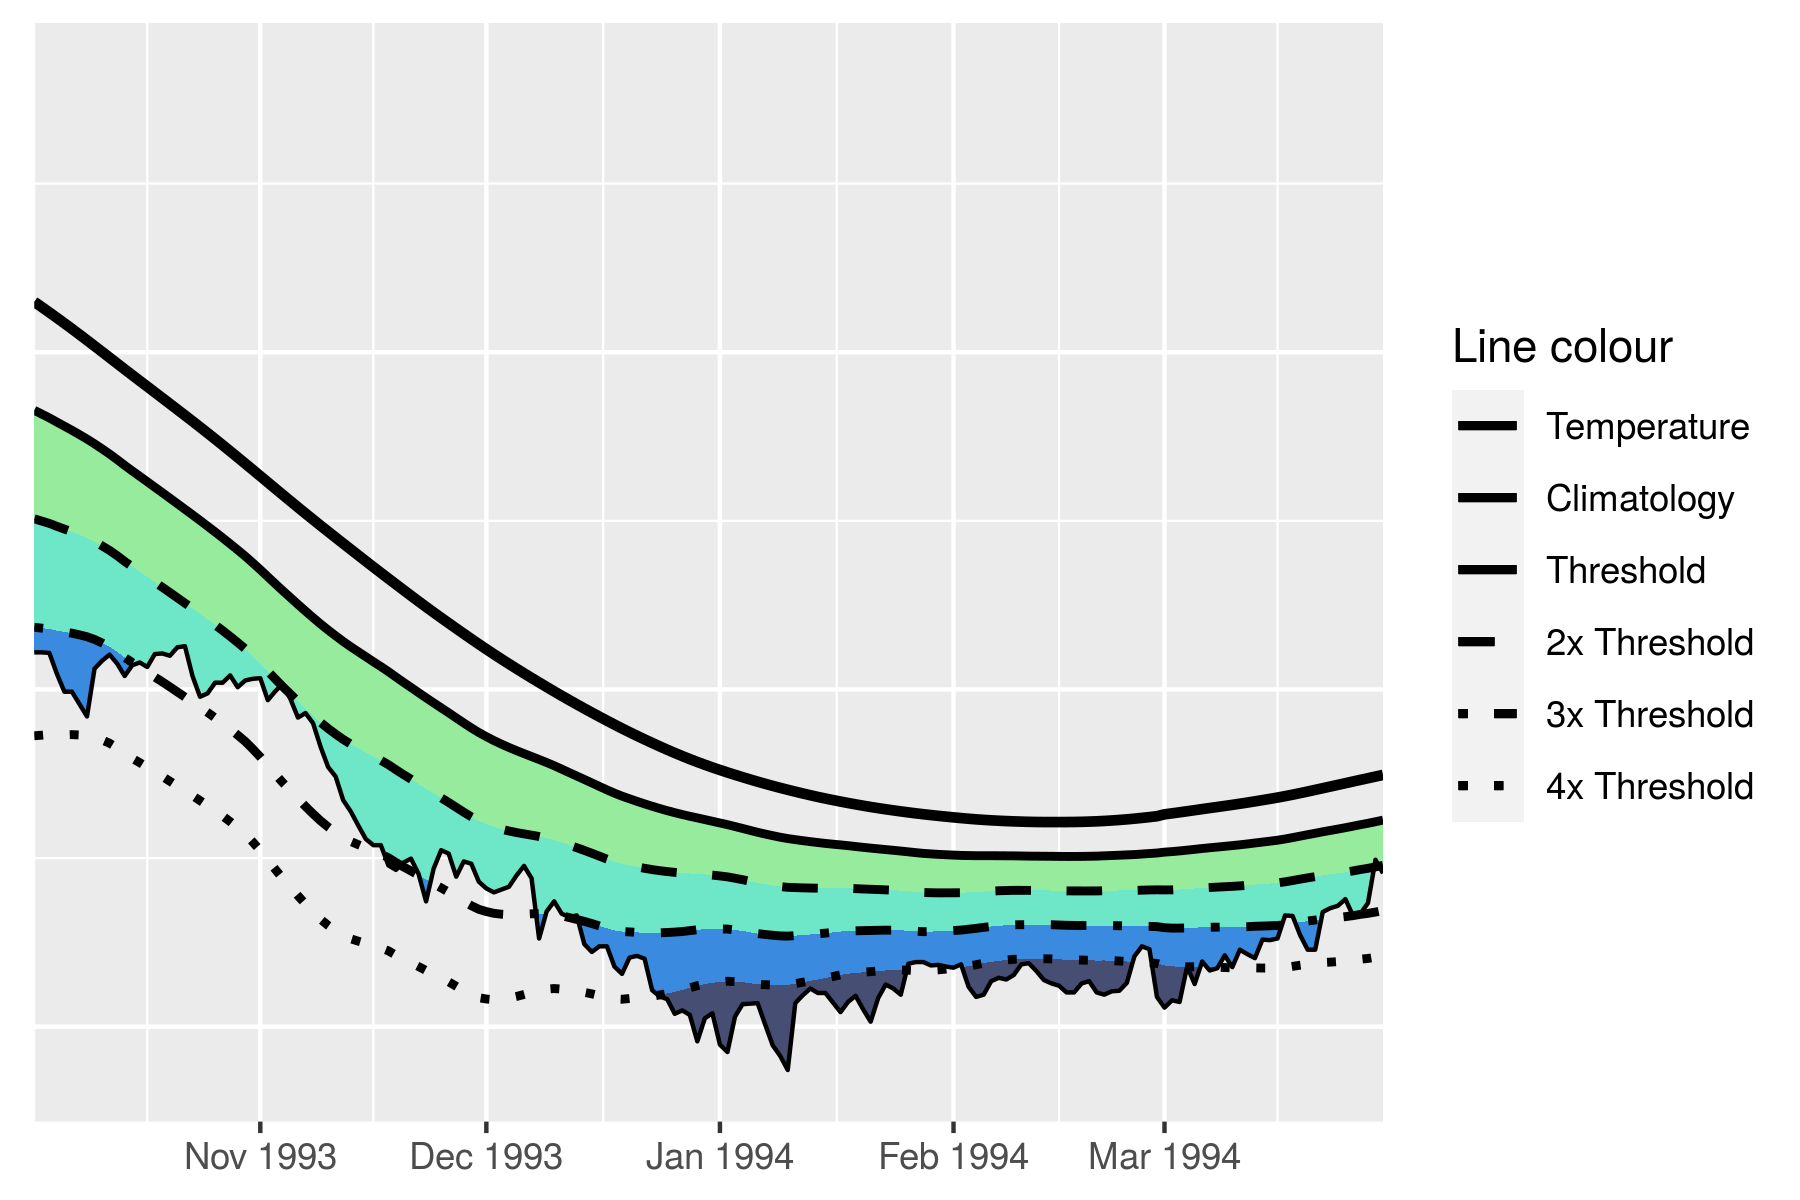 Line colour
Temperature
Climatology
Threshold
2x Threshold
3x Threshold
4x Threshold
Nov 1993 Dec 1993 Jan 1994 Feb 1994 Mar 1994